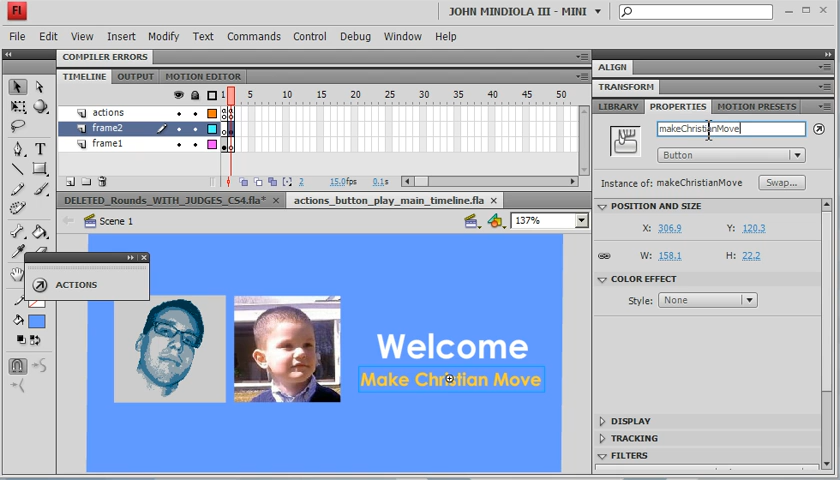 Fl
JOHN MINDIOLA III - MINI
File Edit View Insert Modify Text Commands Control Debug Window Help
COMPILER ERRORS
TIMELINE OUTPUT MOTION EDITOR
1 5 10 15 20 25 30 35 40 45 50
actions
frame2
frame1
2 15.0fps 0.1s
DELETED_Rounds_WITH_JUDGES_CS4.fla* actions_button_play_main_timeline.fla
Scene 1
137%
ACTIONS
Welcome
Make Christian Move
ALIGN
TRANSFORM
LIBRARY PROPERTIES MOTION PRESETS
makeChristianMove
Button
Instance of: makeChristianMove Swap...
POSITION AND SIZE
X: 306.9 Y: 120.3
W: 158.1 H: 22.2
COLOR EFFECT
Style: None
DISPLAY
TRACKING
FILTERS